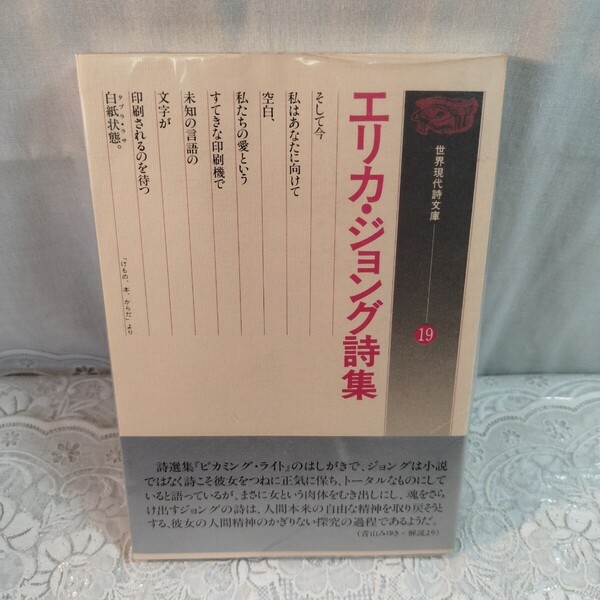 世界現代詩文庫
19
エリカ・ジョング詩集
そして今
私はあなたに向けて
空白、
私たちの愛という
すてきな印刷機で
未知の言語の
文字が
印刷されるのを待つ
白紙状態。
タブラ・ラサ
「けもの、本、からだ」より
詩選集『ビカミング・ライト』のはしがきで、ジョングは小説
ではなく詩こそ彼女をつねに正気に保ち、トータルなものにして
いると語っているが、まさに女という肉体をむき出しにし、魂をさら
け出すジョングの詩は、人間本来の自由な精神を取り戻そうと
する、彼女の人間精神のかぎりない探究の過程であるようだ。
(青山みゆき・解説より)